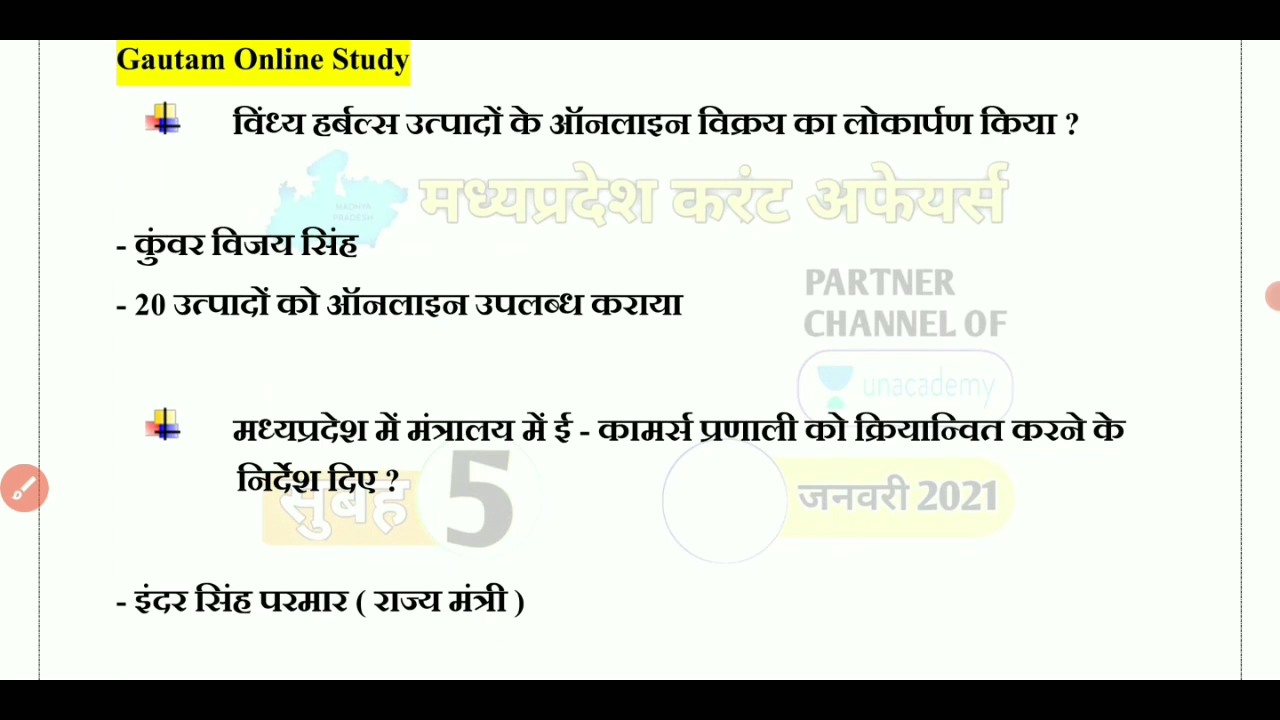 Gautam Online Study
विंध्य हर्बल्स उत्पादों के ऑनलाइन विक्रय का लोकार्पण किया ?
MADHYA
PRADESH
मध्यप्रदेश करंट अफेयर्स
- कुंवर विजय सिंह
- 20 उत्पादों को ऑनलाइन उपलब्ध कराया
PARTNER
CHANNEL OF
unacademy
मध्यप्रदेश में मंत्रालय में ई - कामर्स प्रणाली को क्रियान्वित करने के
निर्देश दिए ?
सुबह 5
जनवरी 2021
- इंदर सिंह परमार ( राज्य मंत्री )